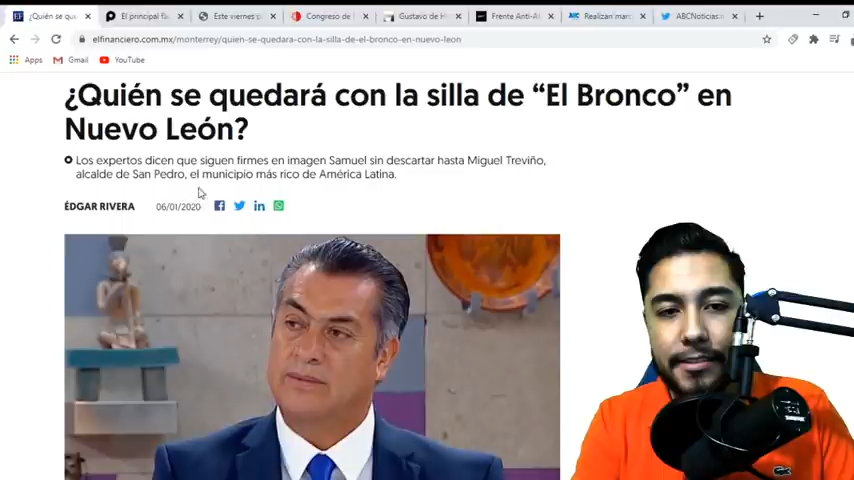 ¿Quién se qu
El principal fl
Este viernes
Congreso de
Gustavo de H
Frente Anti-A
Realizan marc
ABCNoticias.m
elfinanciero.com.mx/monterrey/quien-se-quedara-con-la-silla-de-el-bronco-en-nuevo-leon
Apps Gmail YouTube
¿Quién se quedará con la silla de “El Bronco” en
Nuevo León?
Los expertos dicen que siguen firmes en imagen Samuel sin descartar hasta Miguel Treviño,
alcalde de San Pedro, el municipio más rico de América Latina.
ÉDGAR RIVERA 06/01/2020